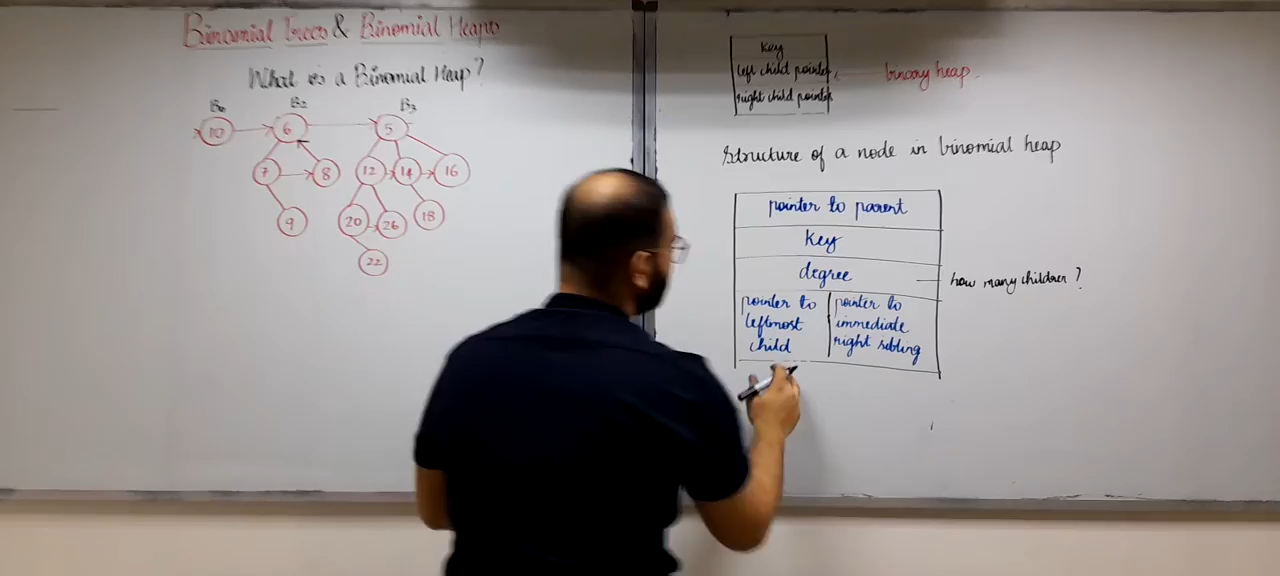 Binomial Trees & Binomial Heaps
What is a Binomial Heap?
B0 B2 B3
10 6 5
7 8 12 14 16
9 20 26 18
22
key
left child pointer
right child pointer
binary heap.
Structure of a node in binomial heap
pointer to parent
key
degree
how many children?
pointer to
leftmost
child
pointer to
immediate
right sibling